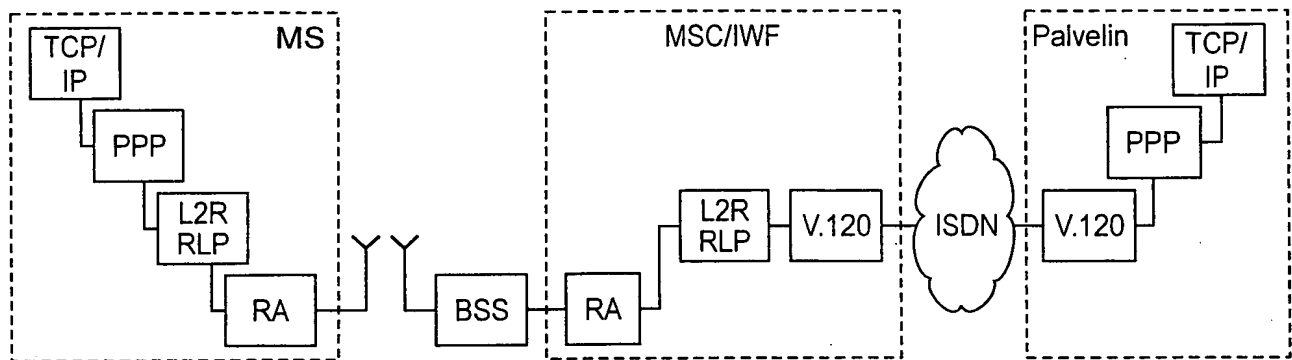 MS
TCP/
IP
PPP
L2R
RLP
RA
BSS
MSC/IWF
RA
L2R
RLP
V.120
ISDN
Palvelin
TCP/
IP
PPP
V.120